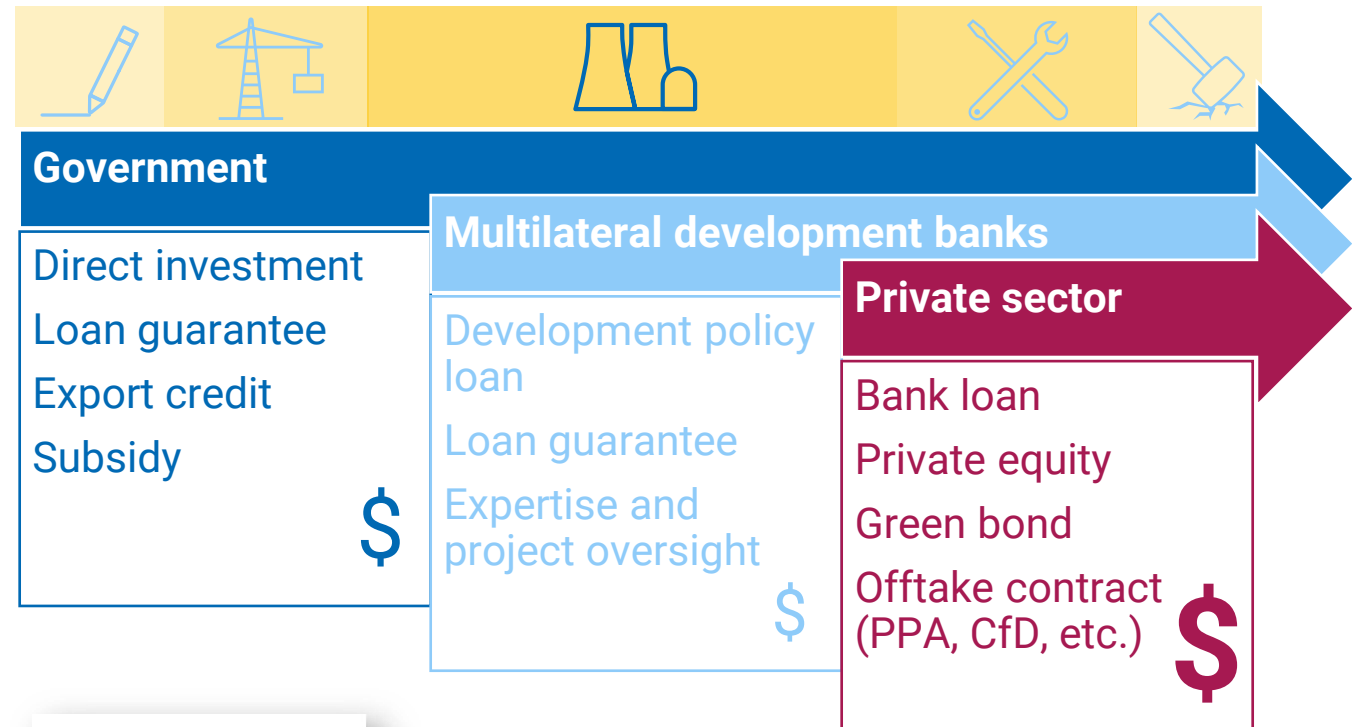 Government
Direct investment
Loan guarantee
Export credit
Subsidy
$
Multilateral development banks
Development policy
loan
Loan guarantee
Expertise and
project oversight
$
Private sector
Bank loan
Private equity
Green bond
Offtake contract
(PPA, CfD, etc.)
$